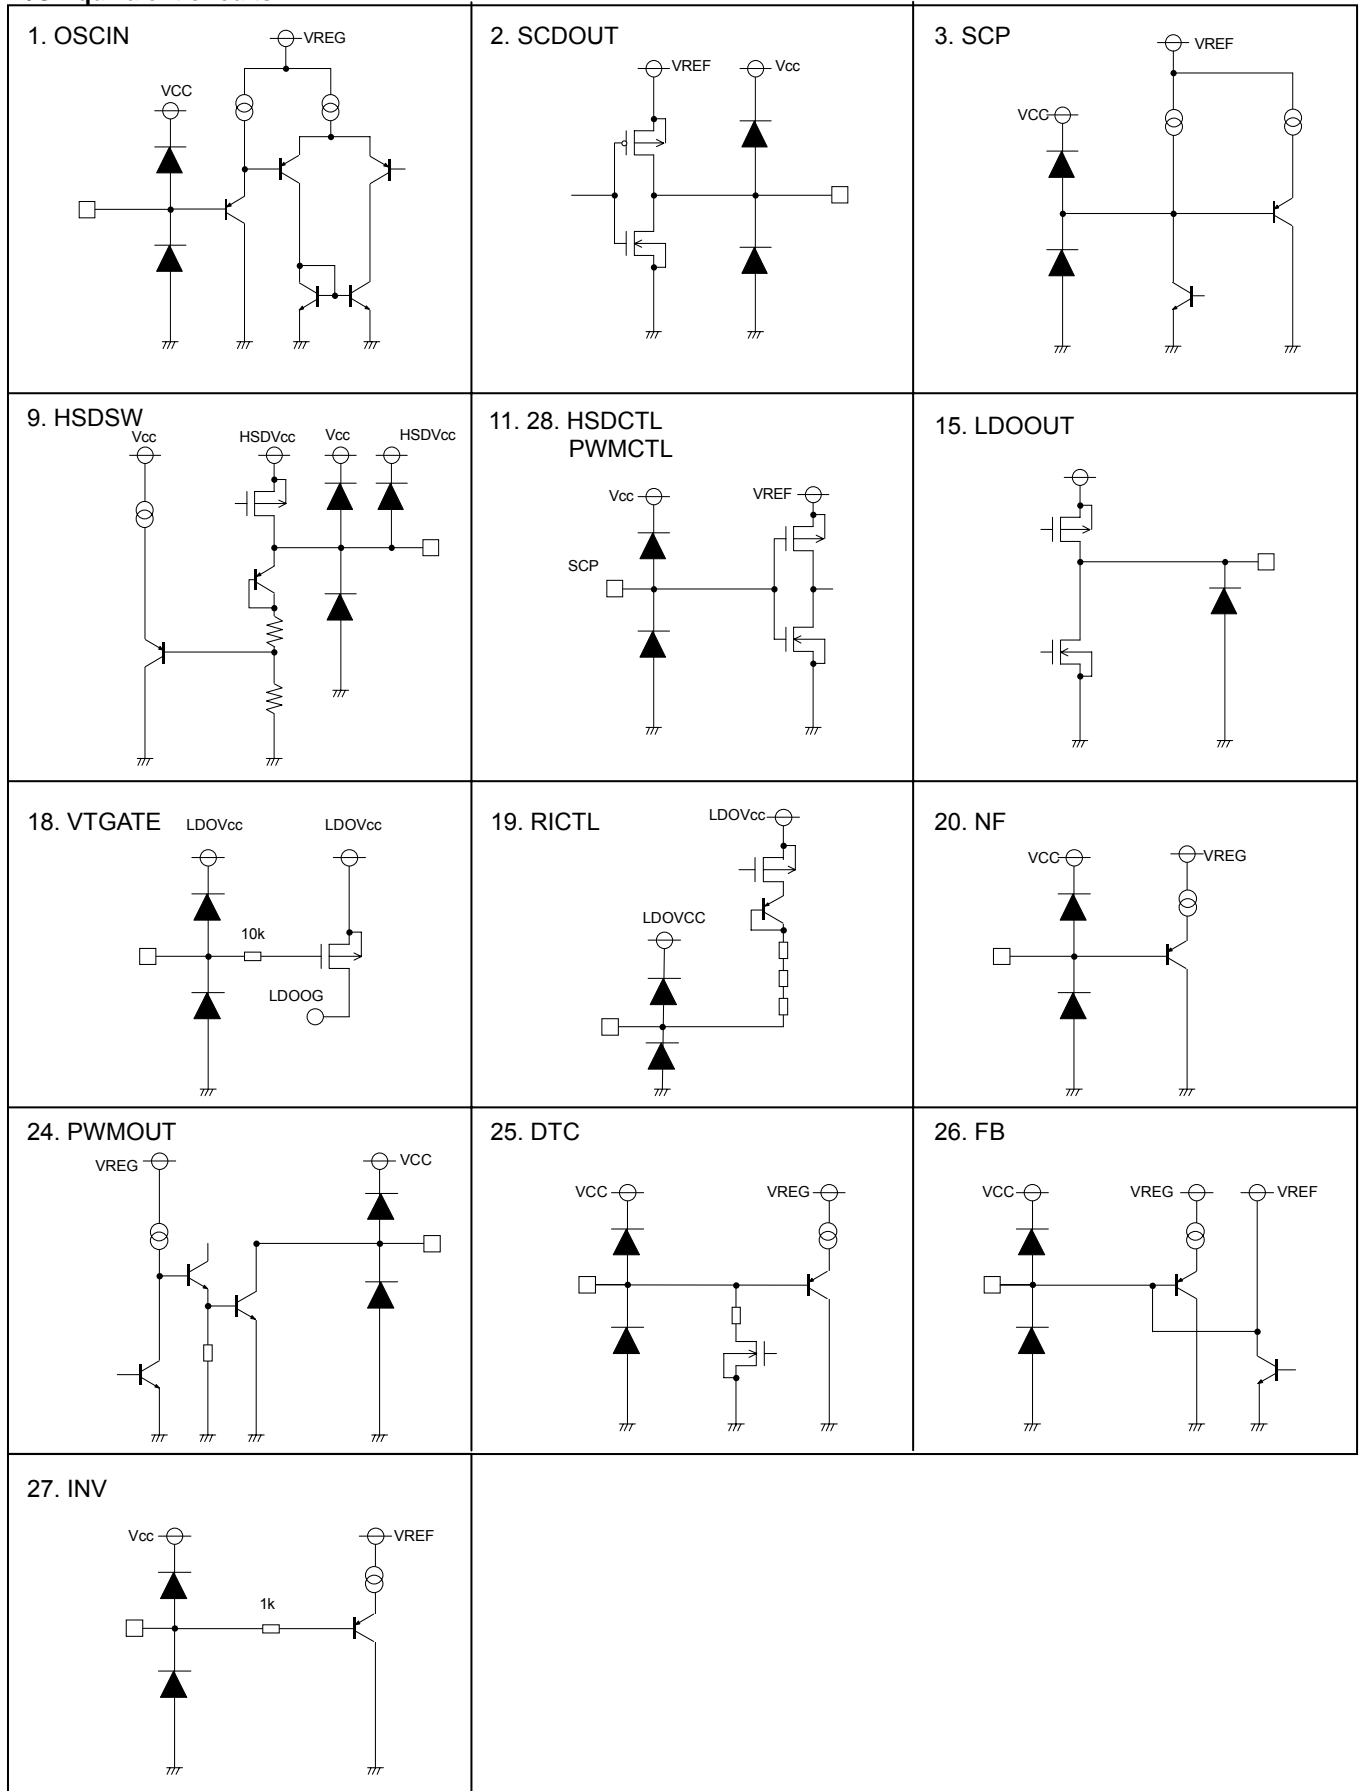 1. OSCIN
VREG
VCC
2. SCDOUT
VREF
Vcc
3. SCP
VREF
VCC
9. HSDSW
Vcc
HSDVcc
Vcc
HSDVcc
11. 28. HSDCTL
PWMCTL
Vcc
VREF
SCP
15. LDOOUT
18. VTGATE
LDOVcc
LDOVcc
10k
LDOOG
19. RICTL
LDOVcc
LDOVCC
20. NF
VCC
VREG
24. PWMOUT
VREG
VCC
25. DTC
VCC
VREG
26. FB
VCC
VREG
VREF
27. INV
Vcc
VREF
1k